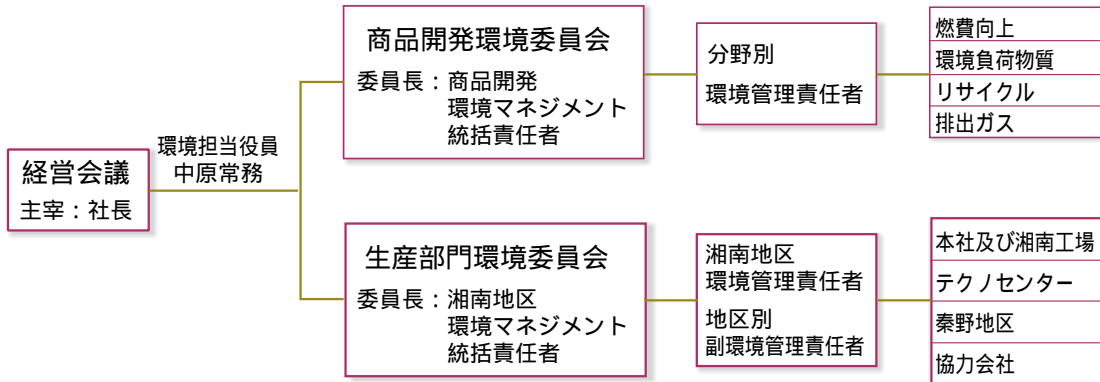 経営会議
主宰：社長
環境担当役員
中原常務
商品開発環境委員会
委員長：商品開発
環境マネジメント
統括責任者
分野別
環境管理責任者
燃費向上
環境負荷物質
リサイクル
排出ガス
生産部門環境委員会
委員長：湘南地区
環境マネジメント
統括責任者
湘南地区
環境管理責任者
地区別
副環境管理責任者
本社及び湘南工場
テクノセンター
秦野地区
協力会社